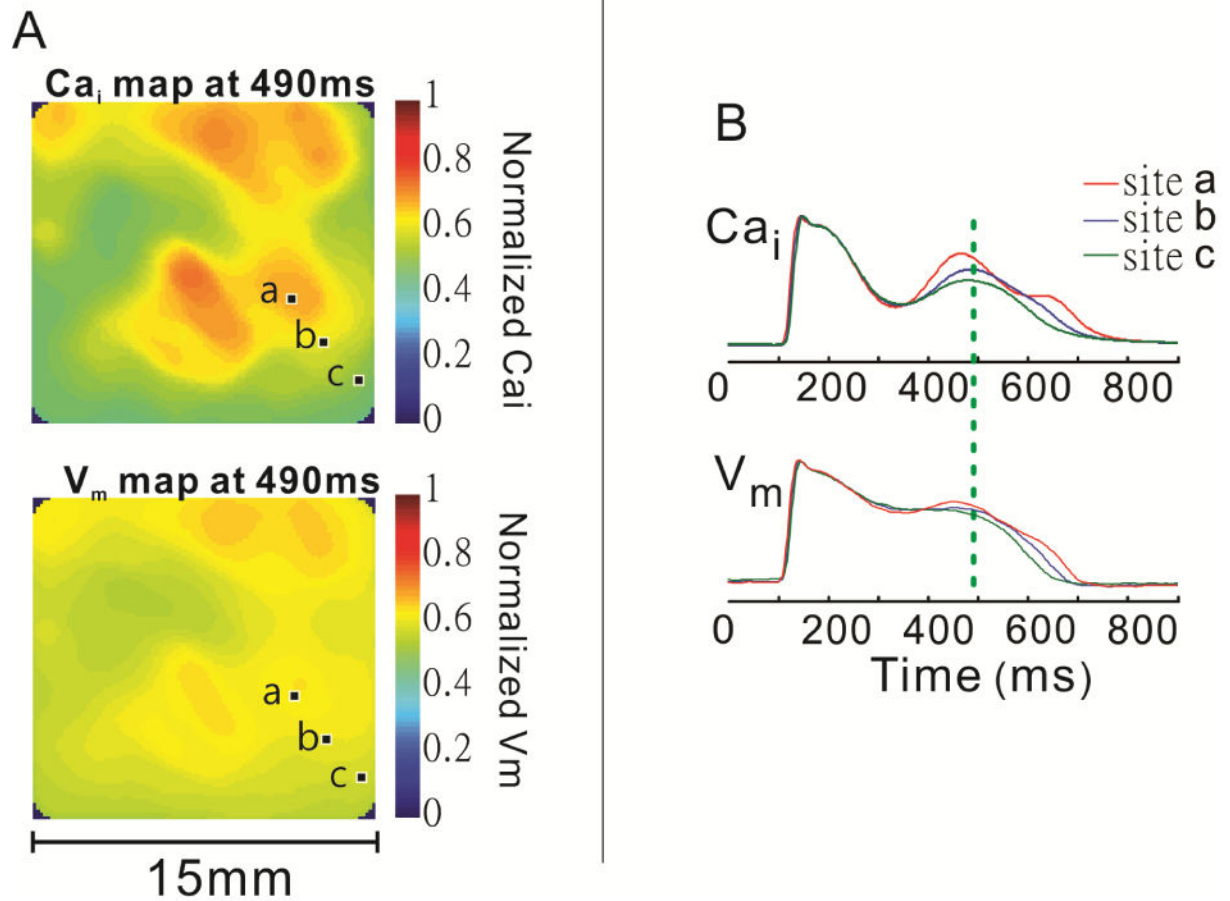 A
Cai map at 490ms
1
0.8
0.6
0.4
0.2
0
Normalized Cai
a
b
c
Vm map at 490ms
1
0.8
0.6
0.4
0.2
0
Normalized Vm
a
b
c
15mm
B
site a
site b
site c
Cai
0 200 400 600 800
Vm
0 200 400 600 800
Time (ms)